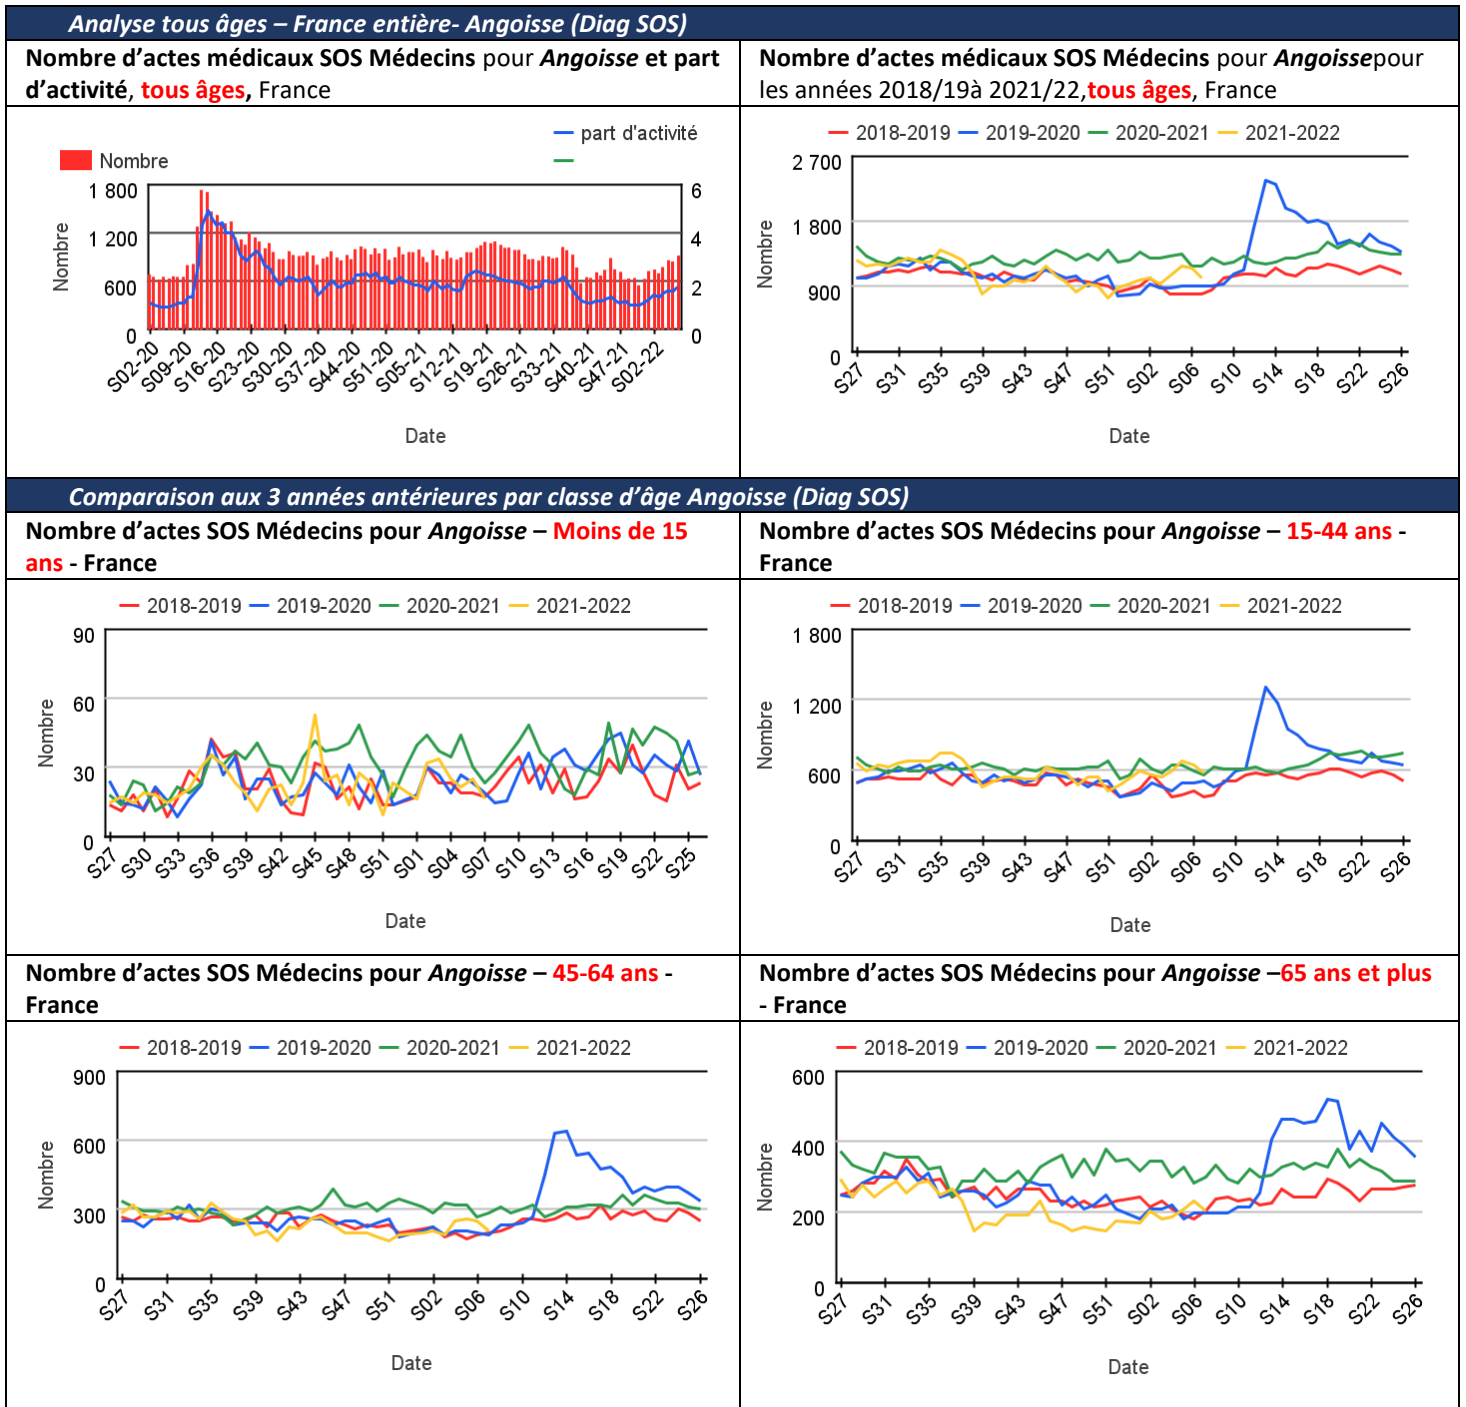 Analyse tous âges – France entière- Angoisse (Diag SOS)
Nombre d'actes médicaux SOS Médecins pour Angoisse et part
d'activité, tous âges, France
Nombre d'actes médicaux SOS Médecins pour Angoissepour
les années 2018/19à 2021/22,tous âges, France
part d'activité
Nombre
1 800
1 200
600
0
6
4
2
0
Nombre
S02-20 S09-20 S16-20 S23-20 S30-20 S37-20 S44-20 S51-20 S05-21 S12-21 S19-21 S26-21 S33-21 S40-21 S47-21 S02-22
Date
2018-2019 2019-2020 2020-2021 2021-2022
2 700
1 800
900
0
Nombre
S27 S31 S35 S39 S43 S47 S51 S02 S06 S10 S14 S18 S22 S26
Date
Comparaison aux 3 années antérieures par classe d'âge Angoisse (Diag SOS)
Nombre d'actes SOS Médecins pour Angoisse – Moins de 15
ans - France
Nombre d'actes SOS Médecins pour Angoisse – 15-44 ans -
France
2018-2019 2019-2020 2020-2021 2021-2022
90
60
30
0
Nombre
S27 S30 S33 S36 S39 S42 S45 S48 S51 S01 S04 S07 S10 S13 S16 S19 S22 S25
Date
2018-2019 2019-2020 2020-2021 2021-2022
1 800
1 200
600
0
Nombre
S27 S31 S35 S39 S43 S47 S51 S02 S06 S10 S14 S18 S22 S26
Date
Nombre d'actes SOS Médecins pour Angoisse – 45-64 ans -
France
Nombre d'actes SOS Médecins pour Angoisse –65 ans et plus
- France
2018-2019 2019-2020 2020-2021 2021-2022
900
600
300
0
Nombre
S27 S31 S35 S39 S43 S47 S51 S02 S06 S10 S14 S18 S22 S26
Date
2018-2019 2019-2020 2020-2021 2021-2022
600
400
200
0
Nombre
S27 S31 S35 S39 S43 S47 S51 S02 S06 S10 S14 S18 S22 S26
Date